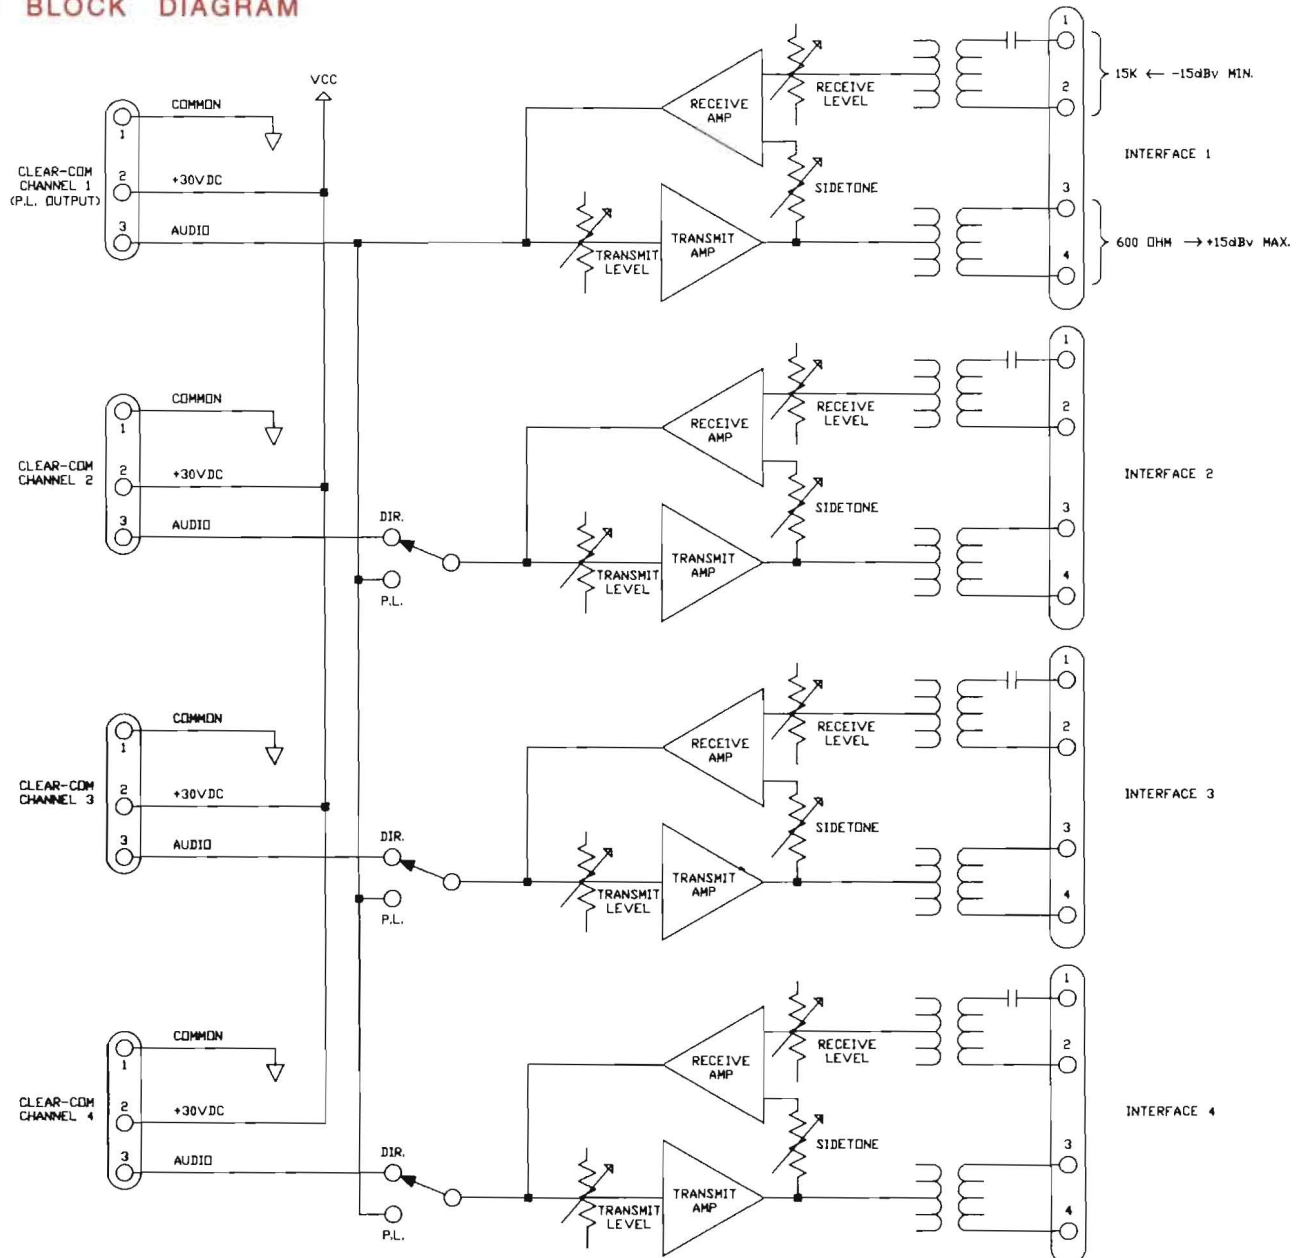 BLOCK DIAGRAM
VCC
CLEAR-COM
CHANNEL 1
(P.L. OUTPUT)
1
COMMON
2
+30VDC
3
AUDIO
RECEIVE
AMP
RECEIVE
LEVEL
SIDETONE
TRANSMIT
LEVEL
TRANSMIT
AMP
1
2
3
4
15K ← -15dBv MIN.
INTERFACE 1
600 OHM → +15dBv MAX.
CLEAR-COM
CHANNEL 2
1
COMMON
2
+30VDC
3
AUDIO
DIR.
P.L.
RECEIVE
AMP
RECEIVE
LEVEL
SIDETONE
TRANSMIT
LEVEL
TRANSMIT
AMP
1
2
3
4
INTERFACE 2
CLEAR-COM
CHANNEL 3
1
COMMON
2
+30VDC
3
AUDIO
DIR.
P.L.
RECEIVE
AMP
RECEIVE
LEVEL
SIDETONE
TRANSMIT
LEVEL
TRANSMIT
AMP
1
2
3
4
INTERFACE 3
CLEAR-COM
CHANNEL 4
1
COMMON
2
+30VDC
3
AUDIO
DIR.
P.L.
RECEIVE
AMP
RECEIVE
LEVEL
SIDETONE
TRANSMIT
LEVEL
TRANSMIT
AMP
1
2
3
4
INTERFACE 4